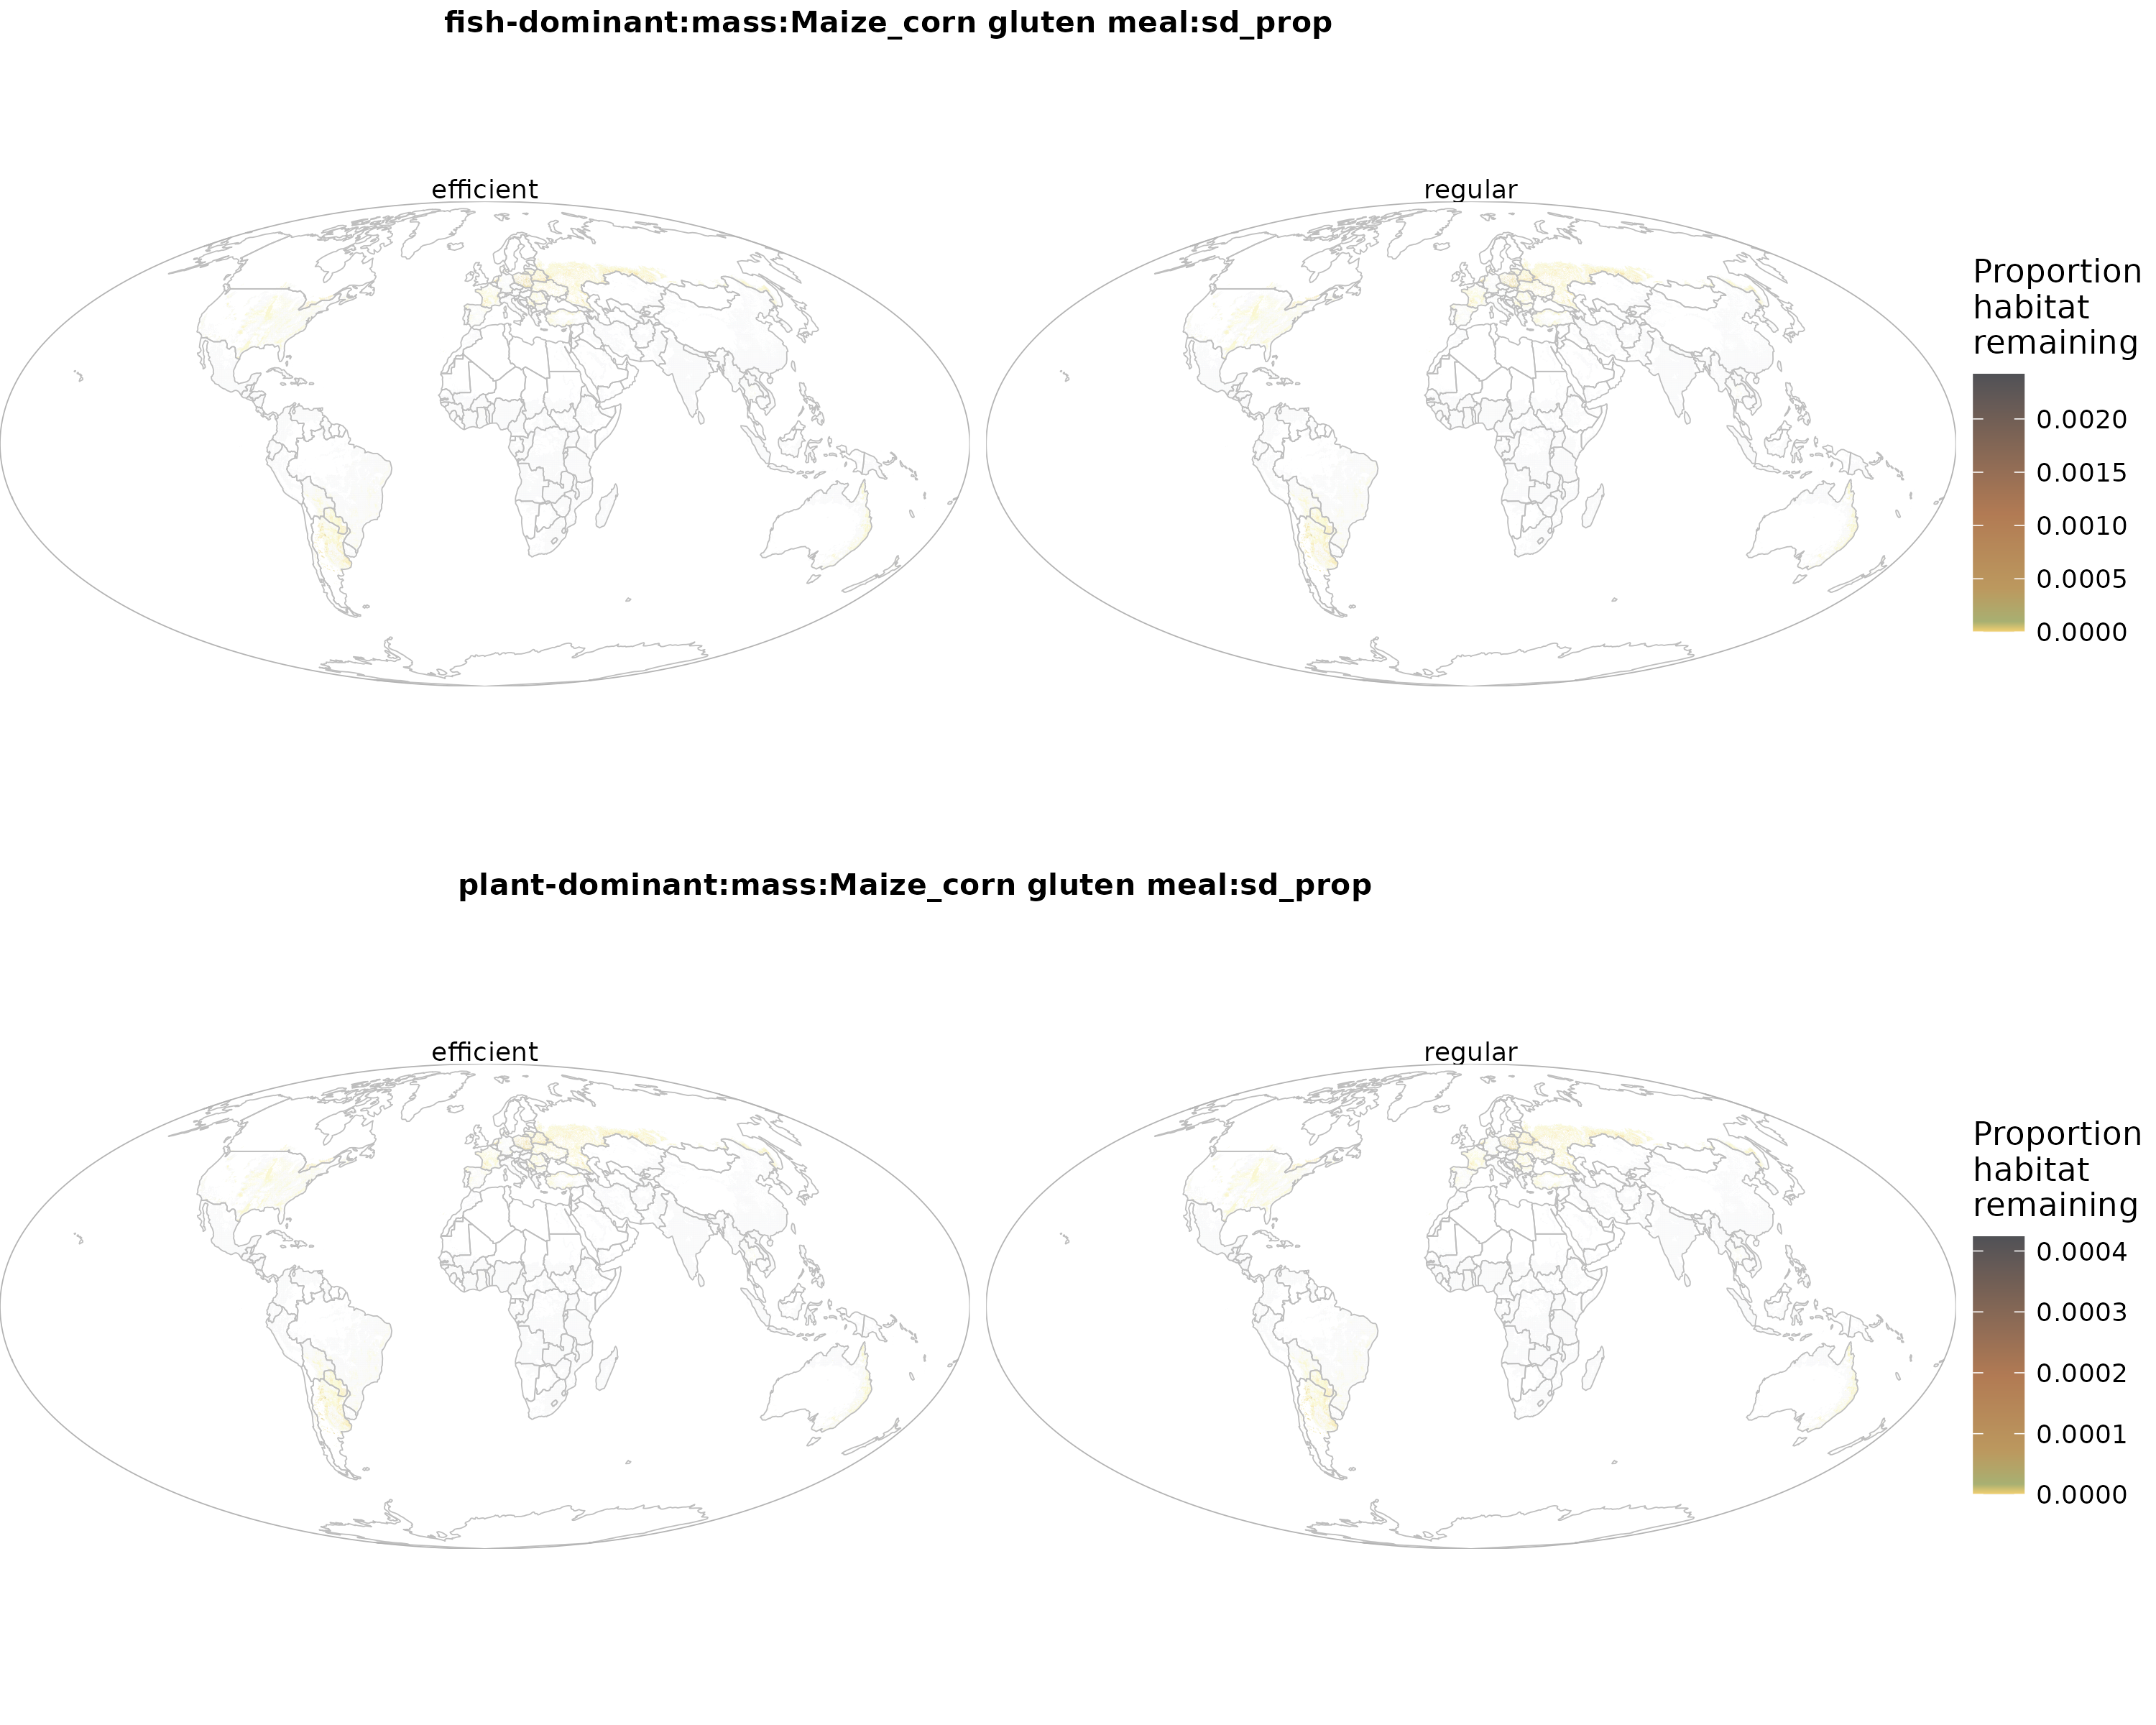 fish-dominant:mass:Maize_corn gluten meal:sd_prop
efficient
regular
Proportion
habitat
remaining
0.0020
0.0015
0.0010
0.0005
0.0000
plant-dominant:mass:Maize_corn gluten meal:sd_prop
efficient
regular
Proportion
habitat
remaining
0.0004
0.0003
0.0002
0.0001
0.0000